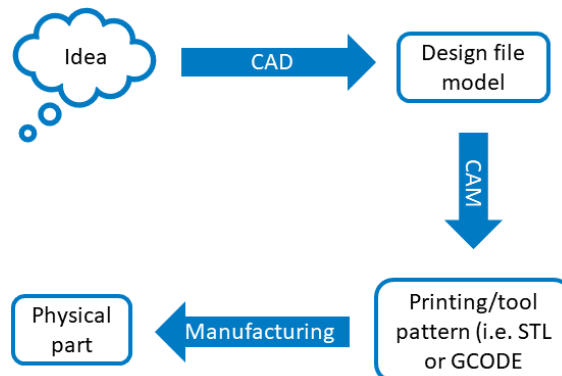 Idea
CAD
Design file
model
CAM
Printing/tool
pattern (i.e. STL
or GCODE
Manufacturing
Physical
part